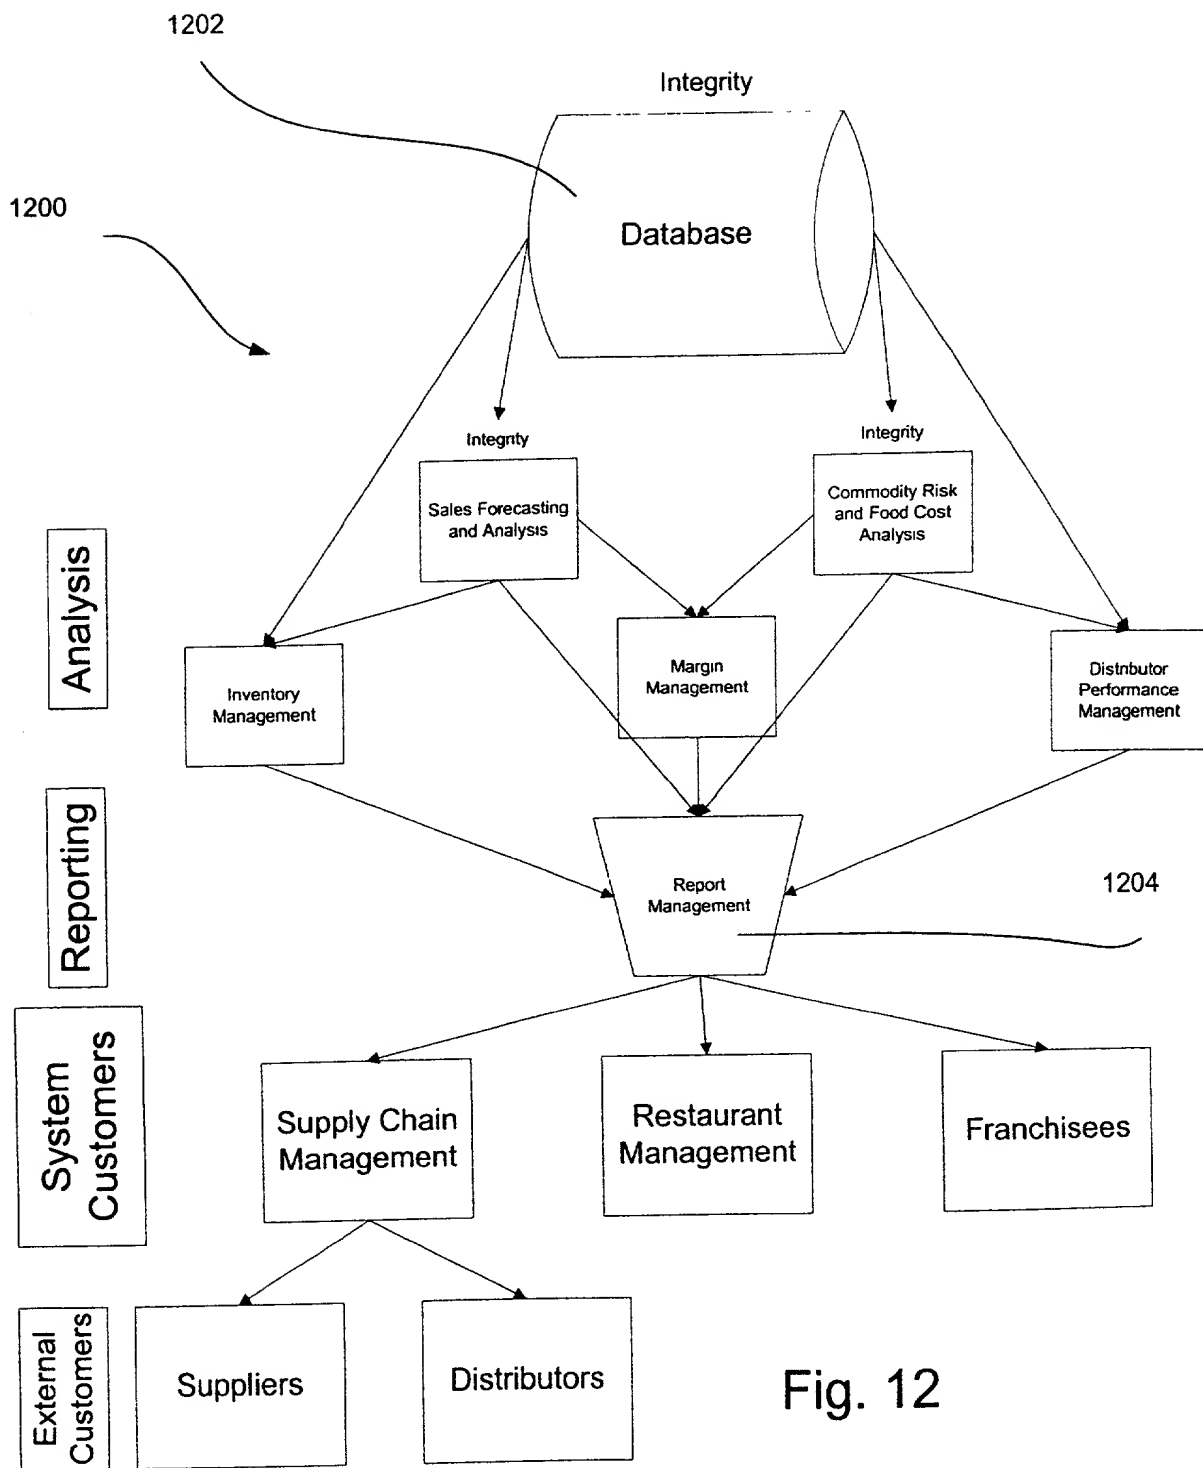 1202
Integrity
1200
Database
Integrity
Integrity
Sales Forecasting
and Analysis
Commodity Risk
and Food Cost
Analysis
Analysis
Inventory
Management
Margin
Management
Distributor
Performance
Management
Reporting
Report
Management
1204
System
Customers
Supply Chain
Management
Restaurant
Management
Franchisees
External
Customers
Suppliers
Distributors
Fig. 12